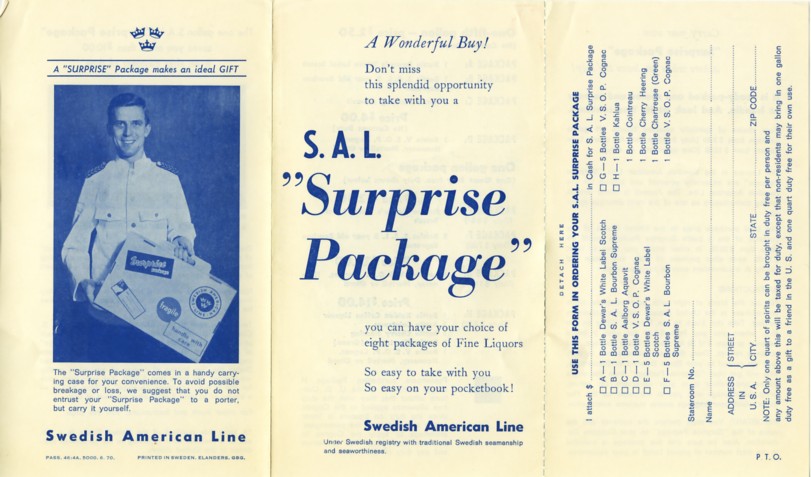 A "SURPRISE" Package makes an ideal GIFT
Surprise
package
fragile
handle with
care
The "Surprise Package" comes in a handy carry-
ing case for your convenience. To avoid possible
breakage or loss, we suggest that you do not
entrust your "Surprise Package" to a porter,
but carry it yourself.
Swedish American Line
PASS. 40:4A. 5000. 5. 70. PRINTED IN SWEDEN. ELANDERS, GBG.
A Wonderful Buy!
Don't miss
this splendid opportunity
to take with you a
S.A.L.
"Surprise
Package"
you can have your choice of
eight packages of Fine Liquors
So easy to take with you
So easy on your pocketbook!
Swedish American Line
Under Swedish registry with traditional Swedish seamanship
and seaworthiness.
DETACH HERE
USE THIS FORM IN ORDERING YOUR S.A.L. SURPRISE PACKAGE
I attach $ in Cash for S. A. L. Surprise Package
A—1 Bottle Dewar's White Label Scotch
B—1 Bottle S. A. L. Bourbon Supreme
C—1 Bottle Aalborg Aquavit
D—1 Bottle V. S. O. P. Cognac
E—5 Bottles Dewar's White Label
Scotch
F—5 Bottles S. A. L. Bourbon
Supreme
G—5 Bottles V. S. O. P. Cognac
H—1 Bottle Kahlua
1 Bottle Cointreau
1 Bottle Cherry Heering
1 Bottle Chartreuse (Green)
1 Bottle V. S. O. P. Cognac
Stateroom No.
Name
ADDRESS STREET
IN
U. S. A. CITY STATE ZIP CODE
NOTE: Only one quart of spirits can be brought in duty free per person and
any amount above this will be taxed for duty, except that non-residents may bring in one gallon
duty free as a gift to a friend in the U. S. and one quart duty free for their own use.
P T. O.